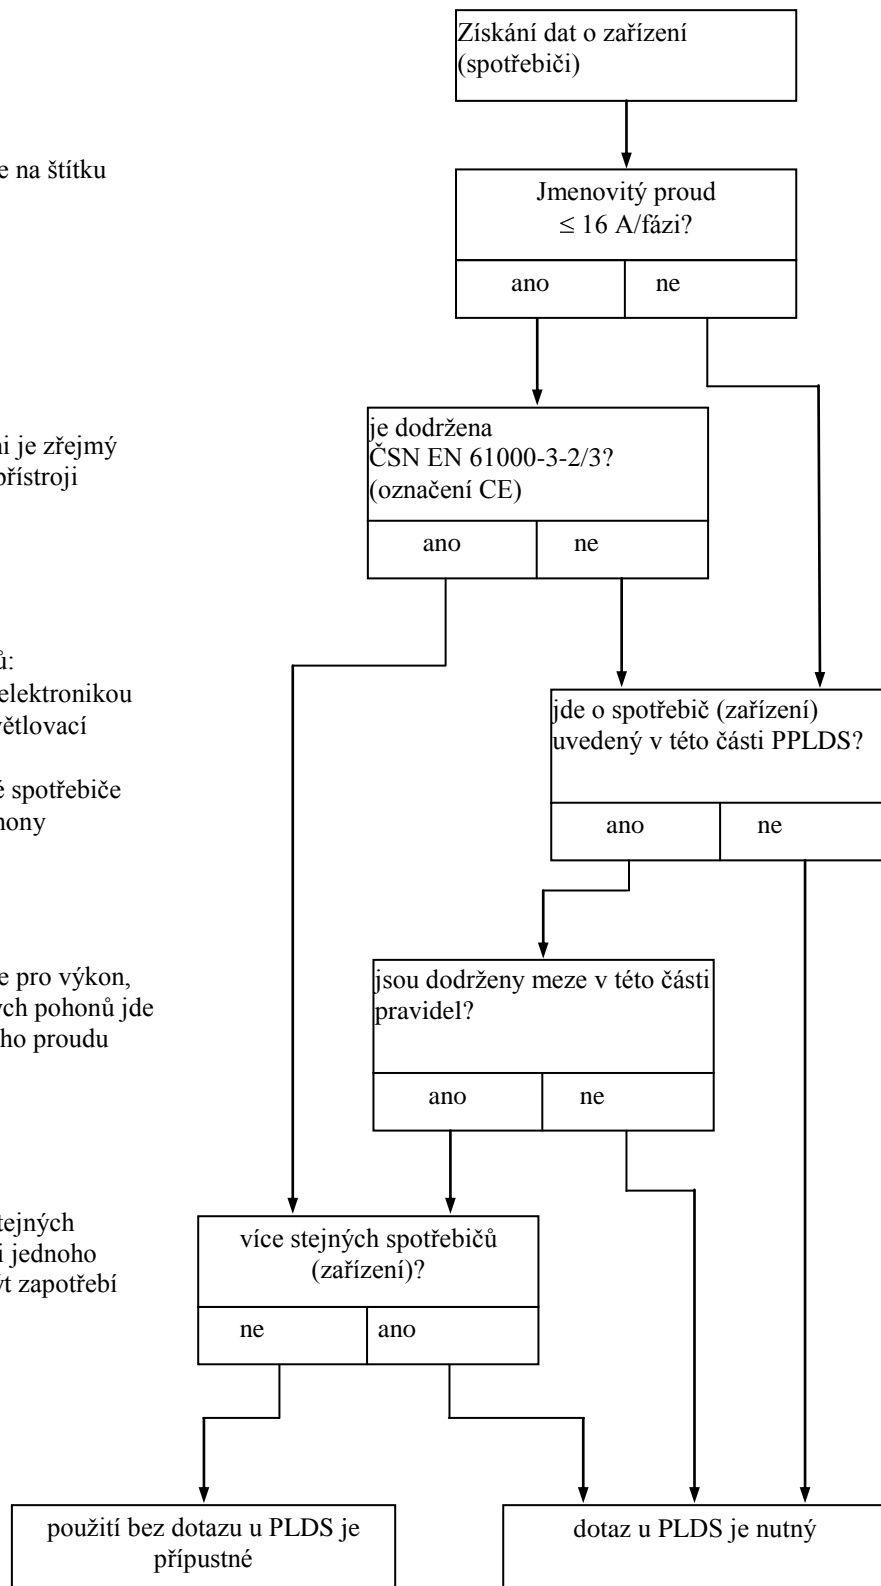 Získání dat o zařízení
(spotřebiči)
e na štítku
Jmenovitý proud
≤ 16 A/fázi?
ano
ne
je dodržena
ČSN EN 61000-3-2/3?
(označení CE)
ni je zřejmý
přístroji
ano
ne
ů:
elektronikou
větlovací
é spotřebiče
hony
jde o spotřebič (zařízení)
uvedený v této části PPLDS?
ano
ne
e pro výkon,
ých pohonů jde
ho proudu
jsou dodrženy meze v této části
pravidel?
ano
ne
tejných
i jednoho
ýt zapotřebí
více stejných spotřebičů
(zařízení)?
ne
ano
použití bez dotazu u PLDS je
přípustné
dotaz u PLDS je nutný